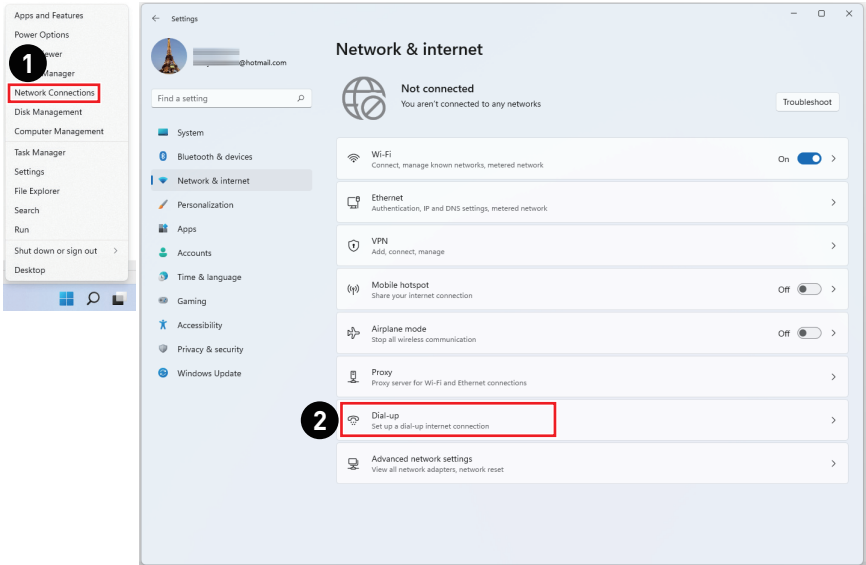 Apps and Features
Power Options
ewer
Manager
Network Connections
Disk Management
Computer Management
Task Manager
Settings
File Explorer
Search
Run
Shut down or sign out
Desktop
1
Settings
@hotmail.com
Find a setting
System
Bluetooth & devices
Network & internet
Personalization
Apps
Accounts
Time & language
Gaming
Accessibility
Privacy & security
Windows Update
Network & internet
Not connected
You aren't connected to any networks
Troubleshoot
Wi-Fi
Connect, manage known networks, metered network
On
Ethernet
Authentication, IP and DNS settings, metered network
VPN
Add, connect, manage
Mobile hotspot
Share your internet connection
Off
Airplane mode
Stop all wireless communication
Off
Proxy
Proxy server for Wi-Fi and Ethernet connections
2
Dial-up
Set up a dial-up internet connection
Advanced network settings
View all network adapters, network reset